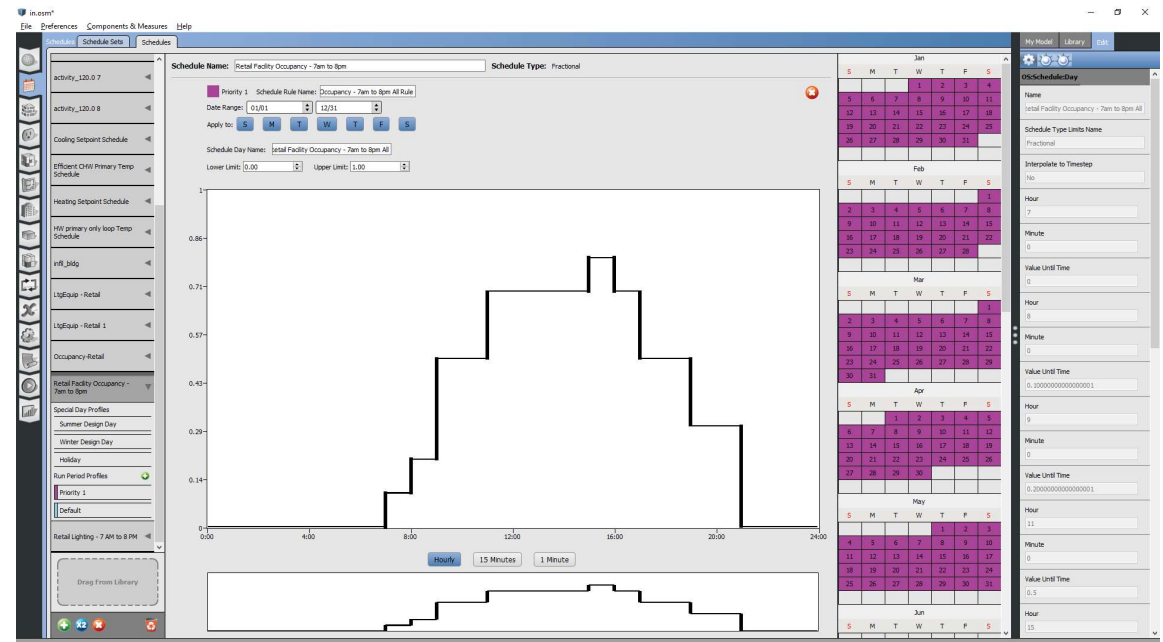 in.osm*
File Preferences Components & Measures Help
Schedules Schedule Sets Schedules
activity_120.0 7
activity_120.0 8
Cooling Setpoint Schedule
Efficient CHW Primary Temp
Schedule
Heating Setpoint Schedule
HW primary only loop Temp
Schedule
infil_bldg
LtgEquip - Retail
LtgEquip - Retail 1
Occupancy-Retail
Retail Facility Occupancy -
7am to 8pm
Special Day Profiles
Summer Design Day
Winter Design Day
Holiday
Run Period Profiles
Priority 1
Default
Retail Lighting - 7 AM to 8 PM
Drag From Library
X2
Schedule Name: Retail Facility Occupancy - 7am to 8pm Schedule Type: Fractional
Priority 1 Schedule Rule Name: Occupancy - 7am to 8pm All Rule
Date Range: 01/01 12/31
Apply to: S M T W T F S
Schedule Day Name: Retail Facility Occupancy - 7am to 8pm All
Lower Limit: 0.00 Upper Limit: 1.00
1
0.86
0.71
0.57
0.43
0.29
0.14
0
0:00 4:00 8:00 12:00 16:00 20:00 24:00
Hourly 15 Minutes 1 Minute
Jan
S M T W T F S
1 2 3 4
5 6 7 8 9 10 11
12 13 14 15 16 17 18
19 20 21 22 23 24 25
26 27 28 29 30 31
Feb
S M T W T F S
1
2 3 4 5 6 7 8
9 10 11 12 13 14 15
16 17 18 19 20 21 22
23 24 25 26 27 28
Mar
S M T W T F S
1
2 3 4 5 6 7 8
9 10 11 12 13 14 15
16 17 18 19 20 21 22
23 24 25 26 27 28 29
30 31
Apr
S M T W T F S
1 2 3 4 5
6 7 8 9 10 11 12
13 14 15 16 17 18 19
20 21 22 23 24 25 26
27 28 29 30
May
S M T W T F S
1 2 3
4 5 6 7 8 9 10
11 12 13 14 15 16 17
18 19 20 21 22 23 24
25 26 27 28 29 30 31
Jun
S M T W T F S
My Model Library Edit
OS:Schedule:Day
Name
etail Facility Occupancy - 7am to 8pm All
Schedule Type Limits Name
Fractional
Interpolate to Timestep
No
Hour
7
Minute
0
Value Until Time
0
Hour
8
Minute
0
Value Until Time
0.10000000000000001
Hour
9
Minute
0
Value Until Time
0.20000000000000001
Hour
11
Minute
0
Value Until Time
0.5
Hour
15